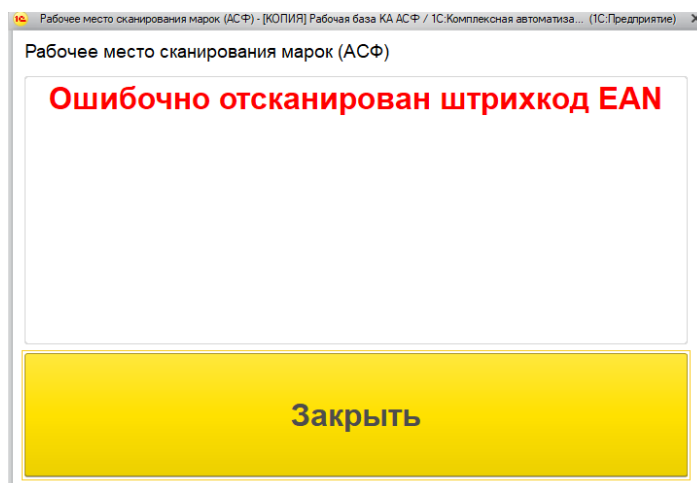 Рабочее место сканирования марок (АСФ) - [КОПИЯ] Рабочая база КА АСФ / 1С:Комплексная автоматиза... (1С:Предприятие)
Рабочее место сканирования марок (АСФ)
Ошибочно отсканирован штрихкод EAN
Закрыть